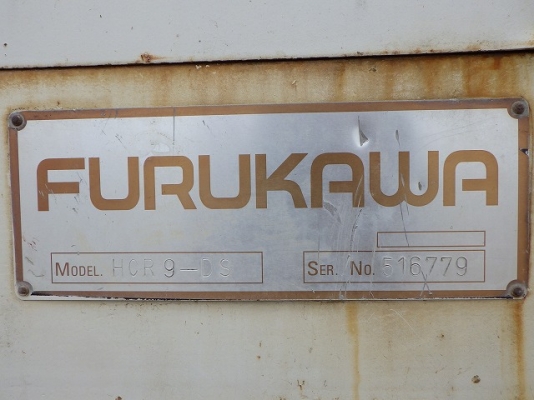 FURUKAWA
MODEL. HCR 9-DS
SER. NO. 516779